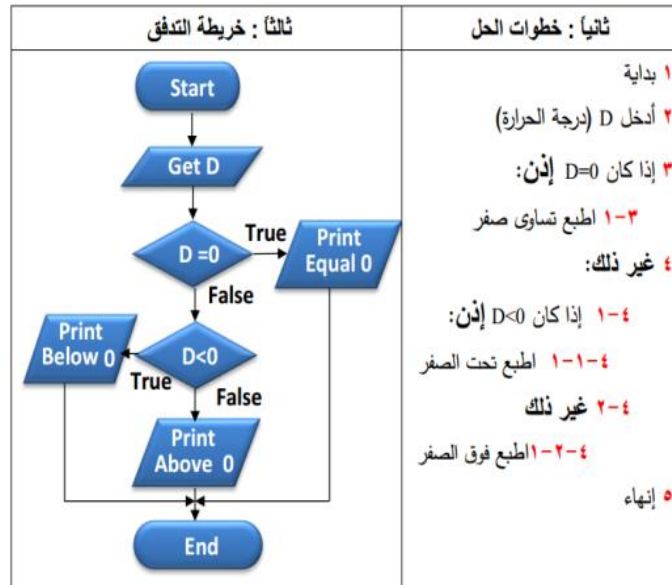 ثانياً : خطوات الحل
١ بداية
٢ أدخل D (درجة الحرارة)
٣ إذا كان D=0 إذن:
٣-١ اطبع تساوى صفر
٤ غير ذلك:
٤-١ إذا كان D<0 إذن:
٤-١-١ اطبع تحت الصفر
٤-٢ غير ذلك
٤-٢-١اطبع فوق الصفر
٥ إنهاء
ثالثاً : خريطة التدفق
Start
Get D
D =0
True
Print
Equal 0
False
D<0
True
Print
Below 0
False
Print
Above 0
End